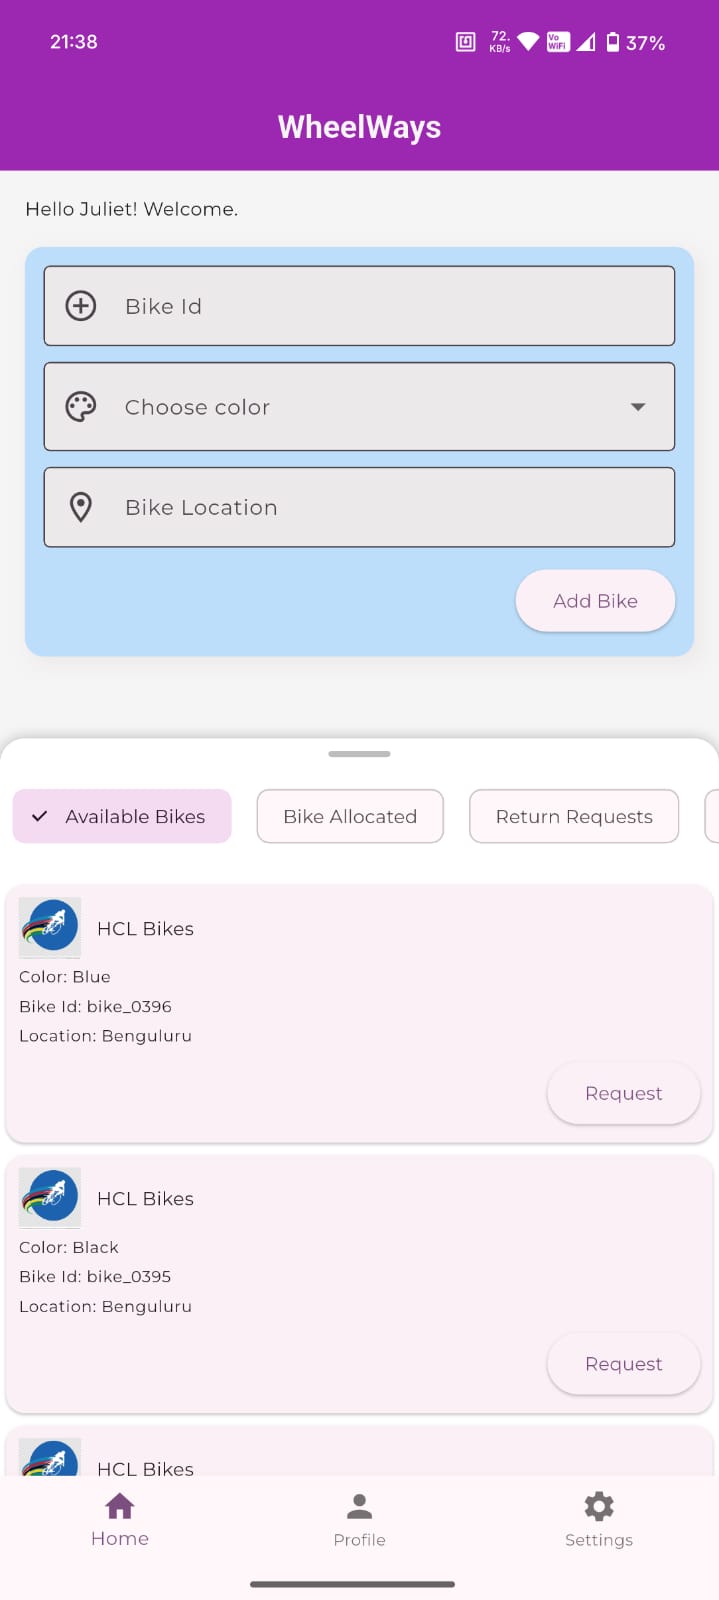 21:38
72.
KB/s
Vo
WiFi
37%
WheelWays
Hello Juliet! Welcome.
Bike Id
Choose color
Bike Location
Add Bike
Available Bikes
Bike Allocated
Return Requests
HCL Bikes
Color: Blue
Bike Id: bike_0396
Location: Benguluru
Request
HCL Bikes
Color: Black
Bike Id: bike_0395
Location: Benguluru
Request
HCL Bikes
Home
Profile
Settings